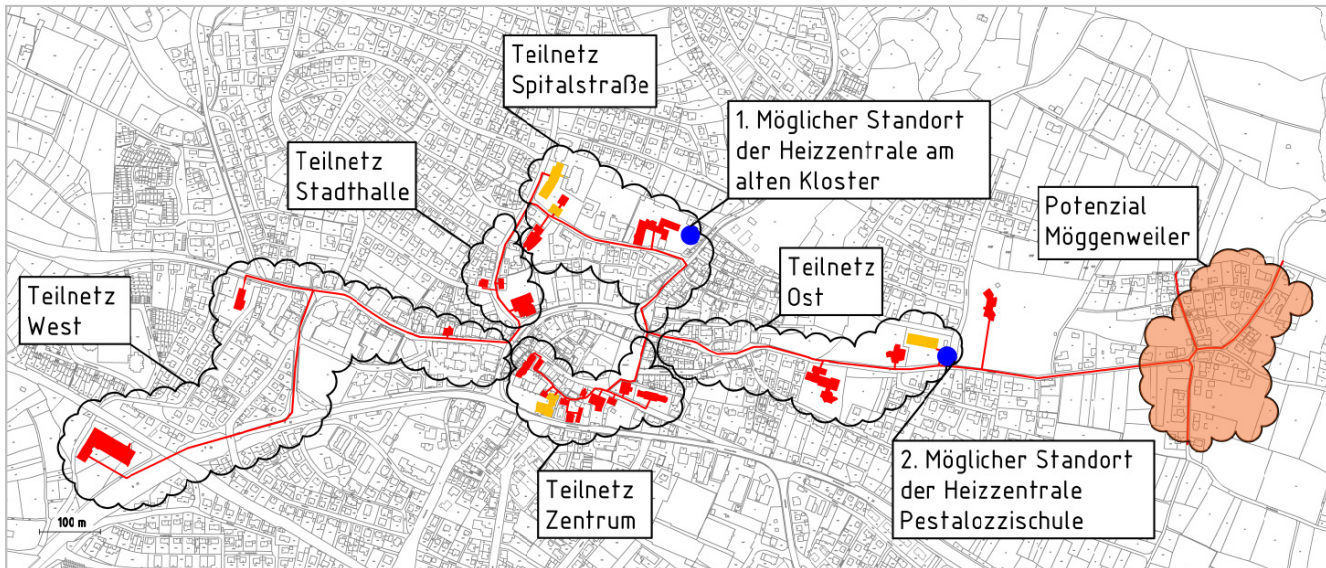 Teilnetz
Spitalstraße
1. Möglicher Standort
der Heizzentrale am
alten Kloster
Teilnetz
Stadthalle
Potenzial
Möggenweiler
Teilnetz
Ost
Teilnetz
West
2. Möglicher Standort
der Heizzentrale
Pestalozzischule
Teilnetz
Zentrum
100 m